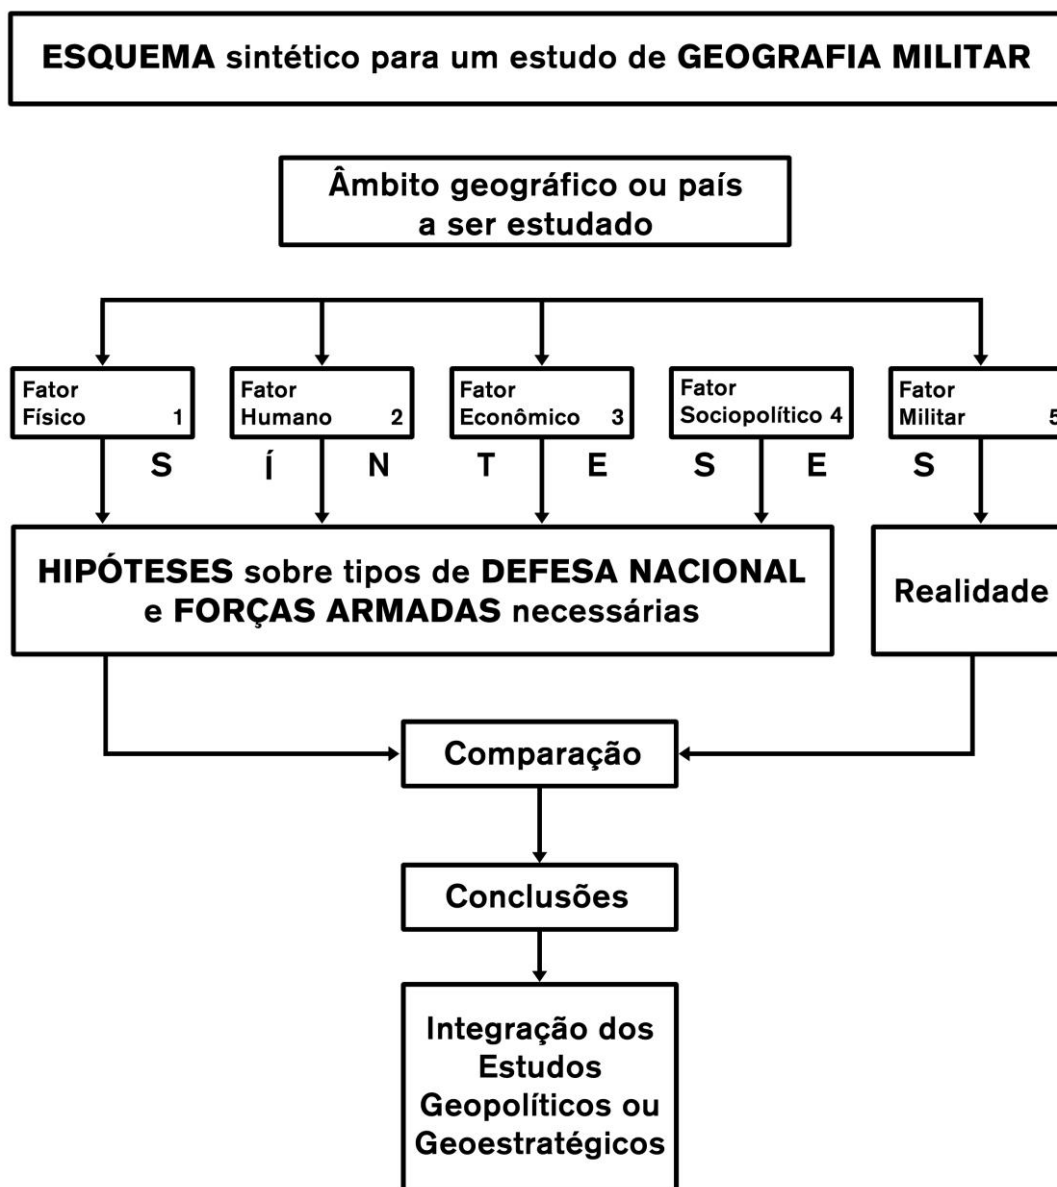 ESQUEMA sintético para um estudo de GEOGRAFIA MILITAR
Âmbito geográfico ou país
a ser estudado
Fator
Físico 1
Fator
Humano 2
Fator
Econômico 3
Fator
Sociopolítico 4
Fator
Militar 5
S Í N T E S E S
HIPÓTESES sobre tipos de DEFESA NACIONAL
e FORÇAS ARMADAS necessárias
Realidade
Comparação
Conclusões
Integração dos
Estudos
Geopolíticos ou
Geoestratégicos